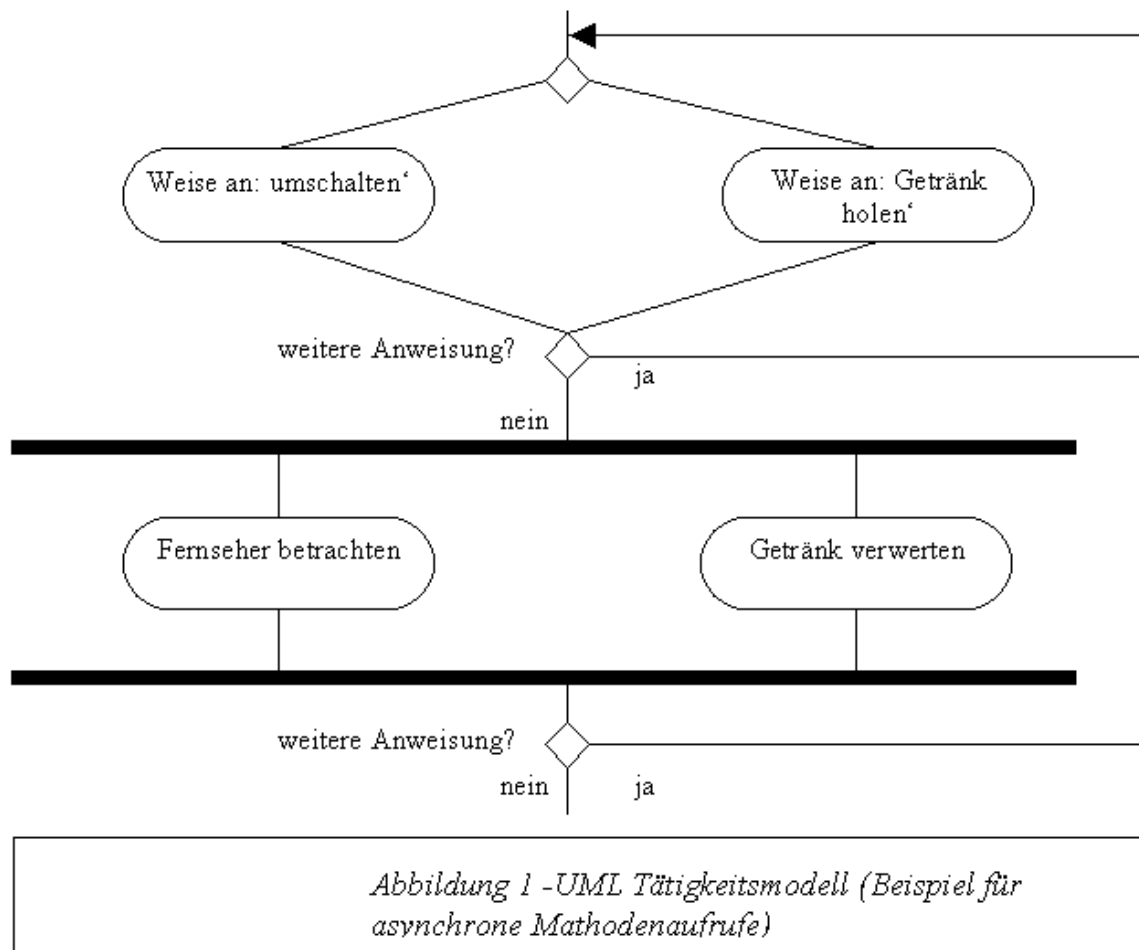 Weise an: umschalten‘
Weise an: Getränk
holen‘
weitere Anweisung?
ja
nein
Fernseher betrachten
Getränk verwerten
weitere Anweisung?
nein
ja
Abbildung 1 -UML Tätigkeitsmodell (Beispiel für
asynchrone Mathodenaufrufe)